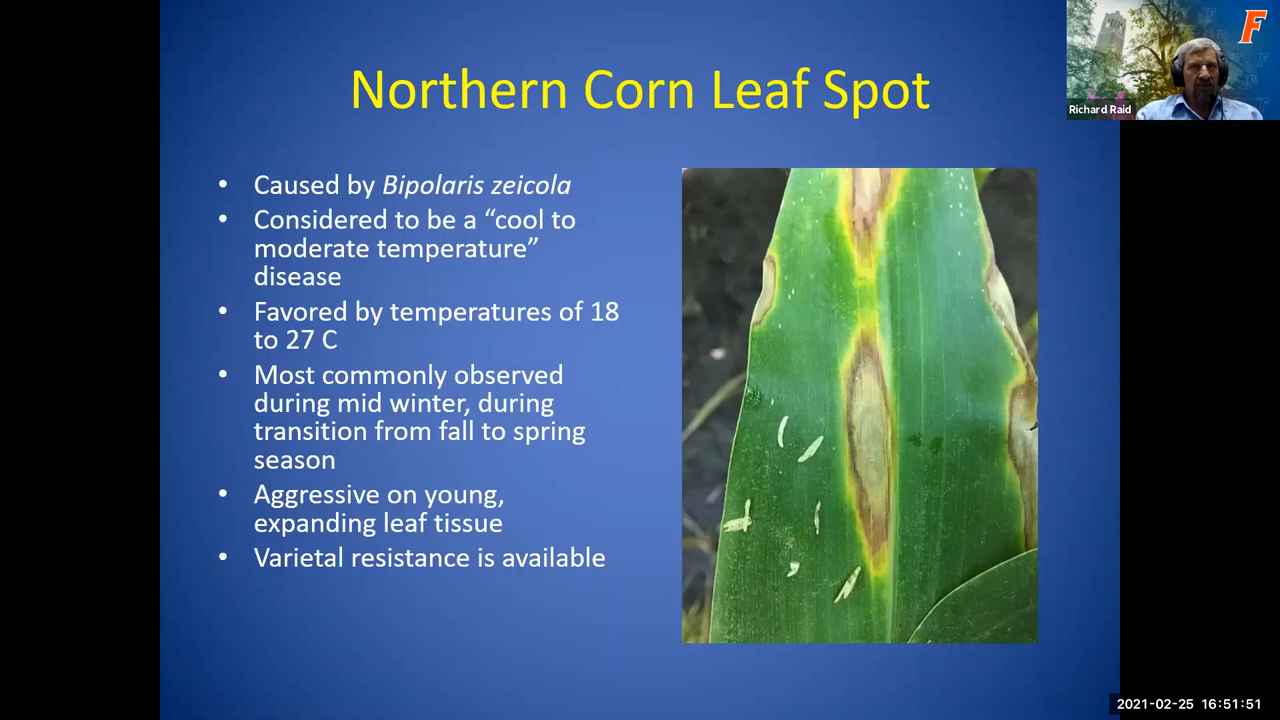 Northern Corn Leaf Spot
• Caused by Bipolaris zeicola
• Considered to be a “cool to
moderate temperature”
disease
• Favored by temperatures of 18
to 27 C
• Most commonly observed
during mid winter, during
transition from fall to spring
season
• Aggressive on young,
expanding leaf tissue
• Varietal resistance is available
F
Richard Raid
2021-02-25 16:51:51